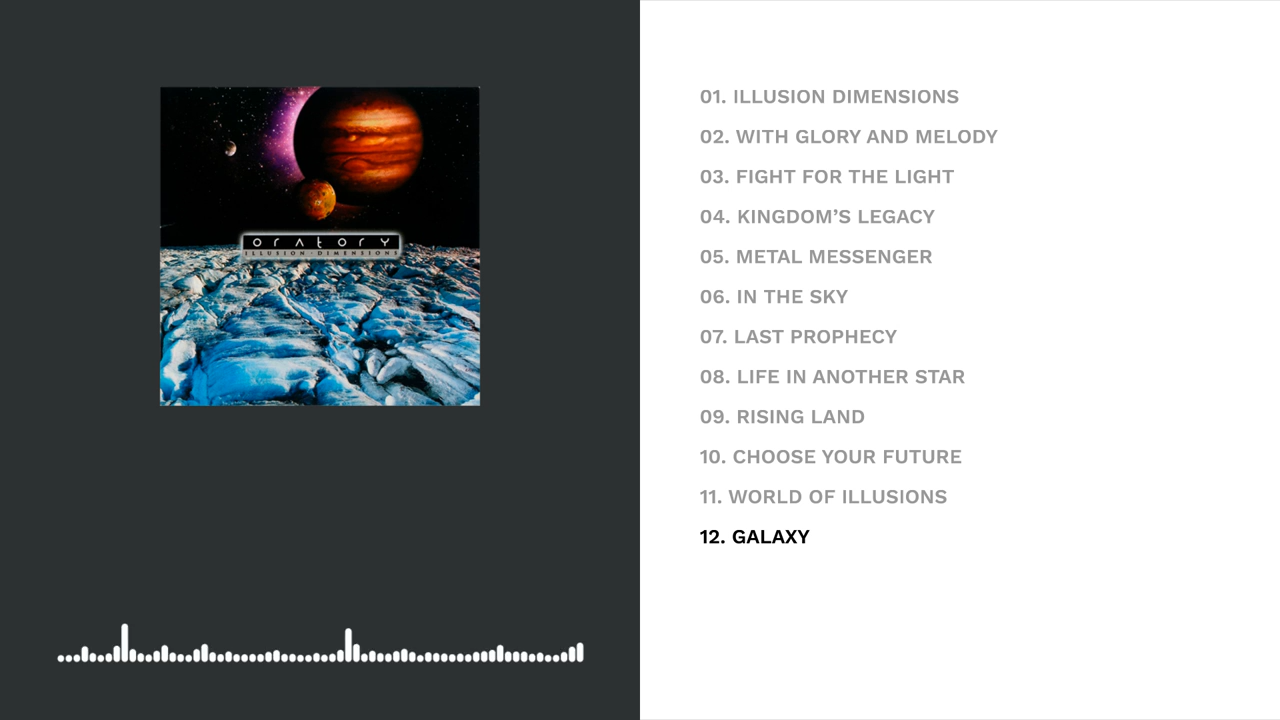 oratory
ILLUSION·DIMENSIONS
01. ILLUSION DIMENSIONS
02. WITH GLORY AND MELODY
03. FIGHT FOR THE LIGHT
04. KINGDOM’S LEGACY
05. METAL MESSENGER
06. IN THE SKY
07. LAST PROPHECY
08. LIFE IN ANOTHER STAR
09. RISING LAND
10. CHOOSE YOUR FUTURE
11. WORLD OF ILLUSIONS
12. GALAXY